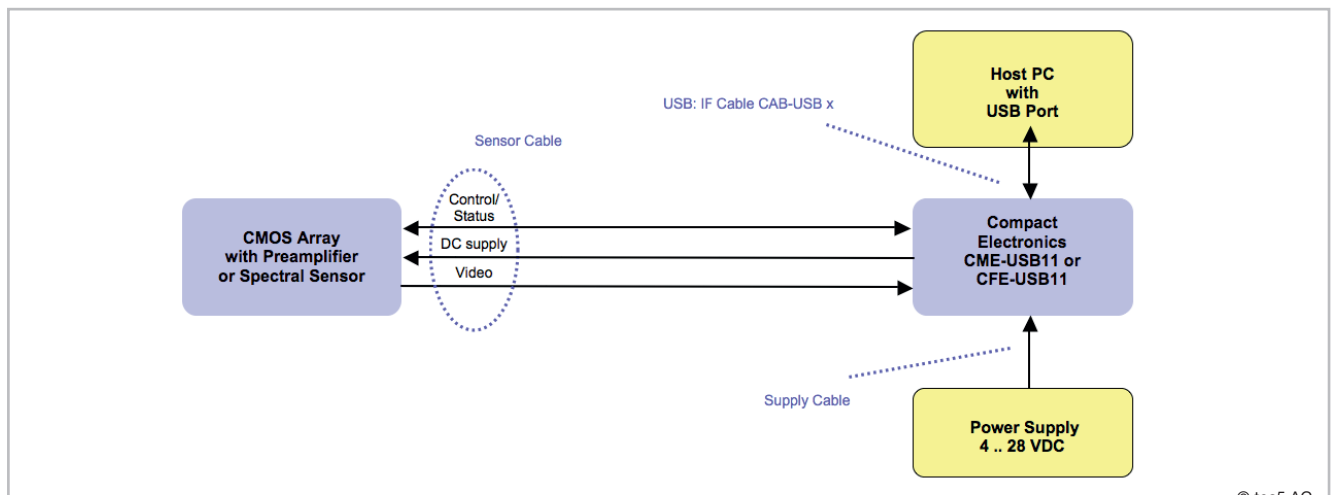 Host PC
with
USB Port
USB: IF Cable CAB-USB x
Sensor Cable
Control/
Status
DC supply
Video
CMOS Array
with Preamplifier
or Spectral Sensor
Compact
Electronics
CME-USB11 or
CFE-USB11
Supply Cable
Power Supply
4 .. 28 VDC